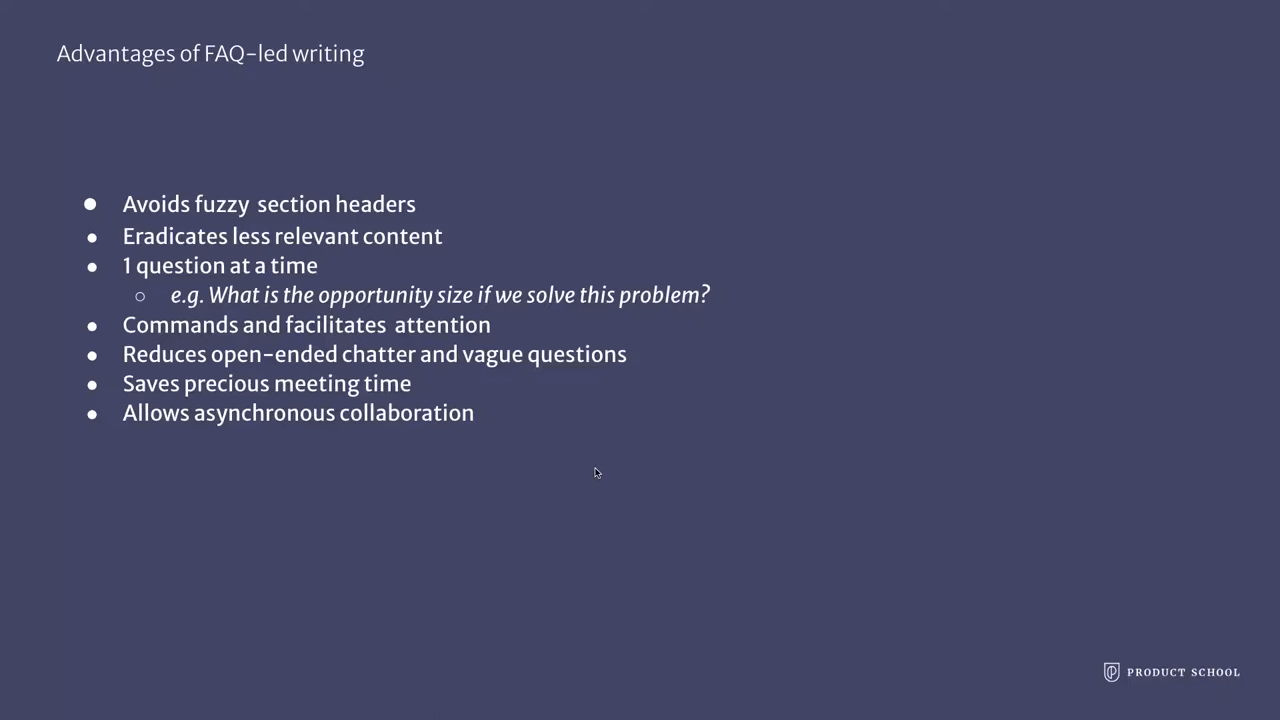 Advantages of FAQ-led writing
● Avoids fuzzy section headers
● Eradicates less relevant content
● 1 question at a time
○ e.g. What is the opportunity size if we solve this problem?
● Commands and facilitates attention
● Reduces open-ended chatter and vague questions
● Saves precious meeting time
● Allows asynchronous collaboration
PRODUCT SCHOOL